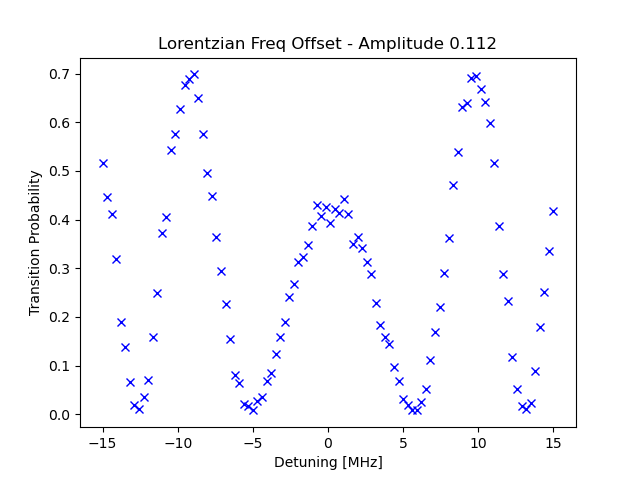 Lorentzian Freq Offset - Amplitude 0.112
Transition Probability
0.7
0.6
0.5
0.4
0.3
0.2
0.1
0.0
−15 −10 −5 0 5 10 15
Detuning [MHz]